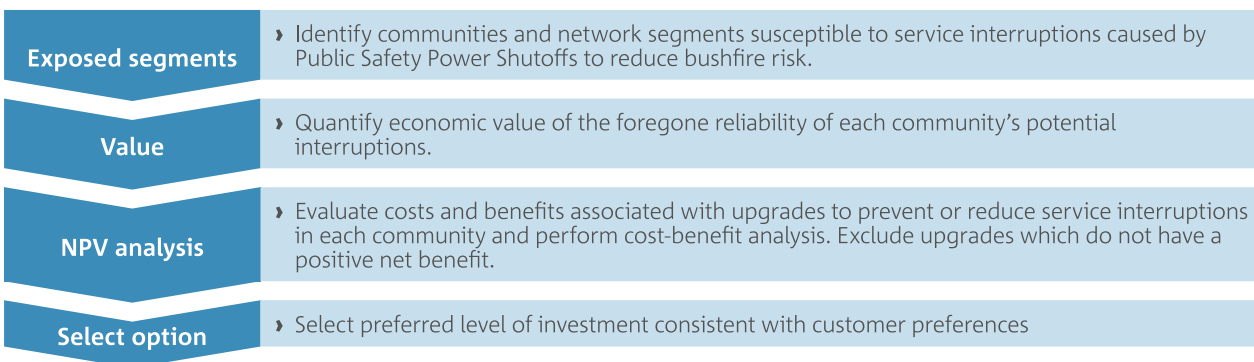 Exposed segments
› Identify communities and network segments susceptible to service interruptions caused by
Public Safety Power Shutoffs to reduce bushfire risk.
Value
› Quantify economic value of the foregone reliability of each community’s potential
interruptions.
NPV analysis
› Evaluate costs and benefits associated with upgrades to prevent or reduce service interruptions
in each community and perform cost-benefit analysis. Exclude upgrades which do not have a
positive net benefit.
Select option
› Select preferred level of investment consistent with customer preferences